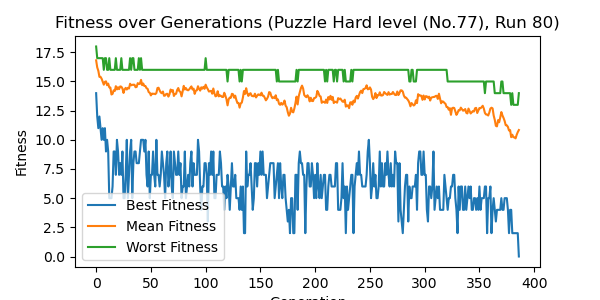 Fitness over Generations (Puzzle Hard level (No.77), Run 80)
Fitness
17.5
15.0
12.5
10.0
7.5
5.0
2.5
0.0
Best Fitness
Mean Fitness
Worst Fitness
0 50 100 150 200 250 300 350 400
Generation